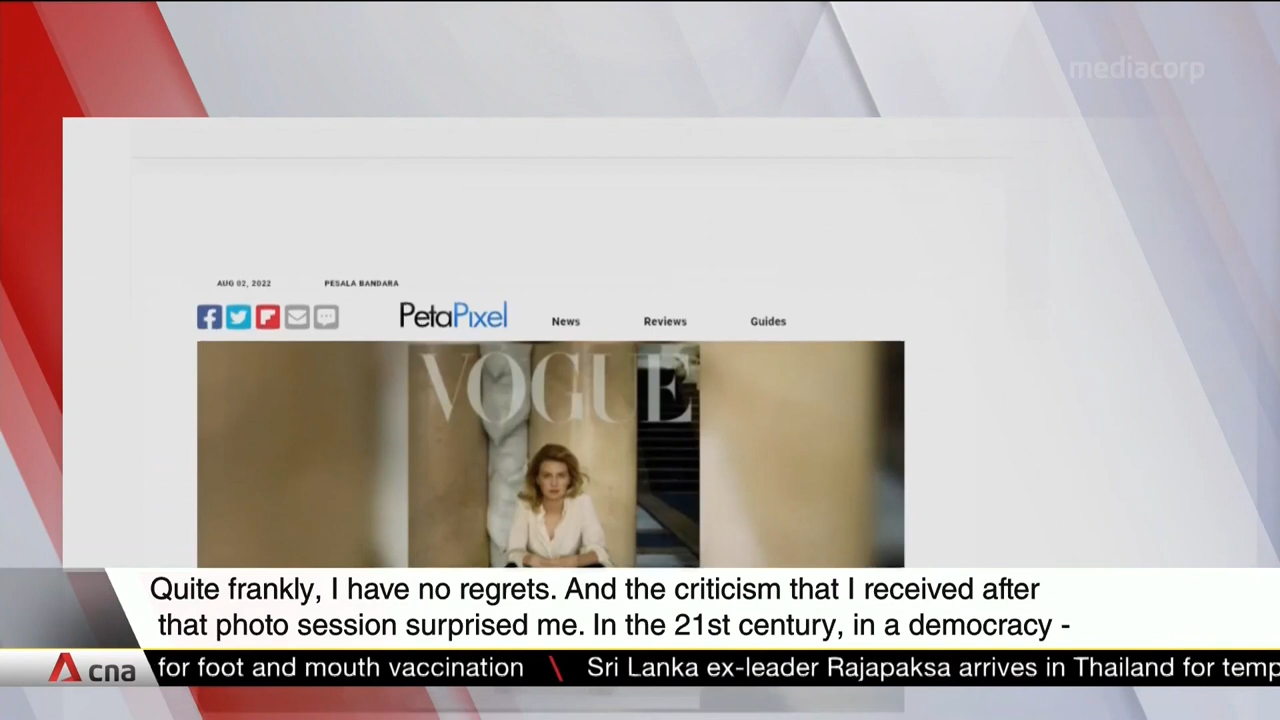 mediacorp
AUG 02, 2022 PESALA BANDARA
PetaPixel News Reviews Guides
VOGUE
Quite frankly, I have no regrets. And the criticism that I received after
that photo session surprised me. In the 21st century, in a democracy -
cna for foot and mouth vaccination \ Sri Lanka ex-leader Rajapaksa arrives in Thailand for temp